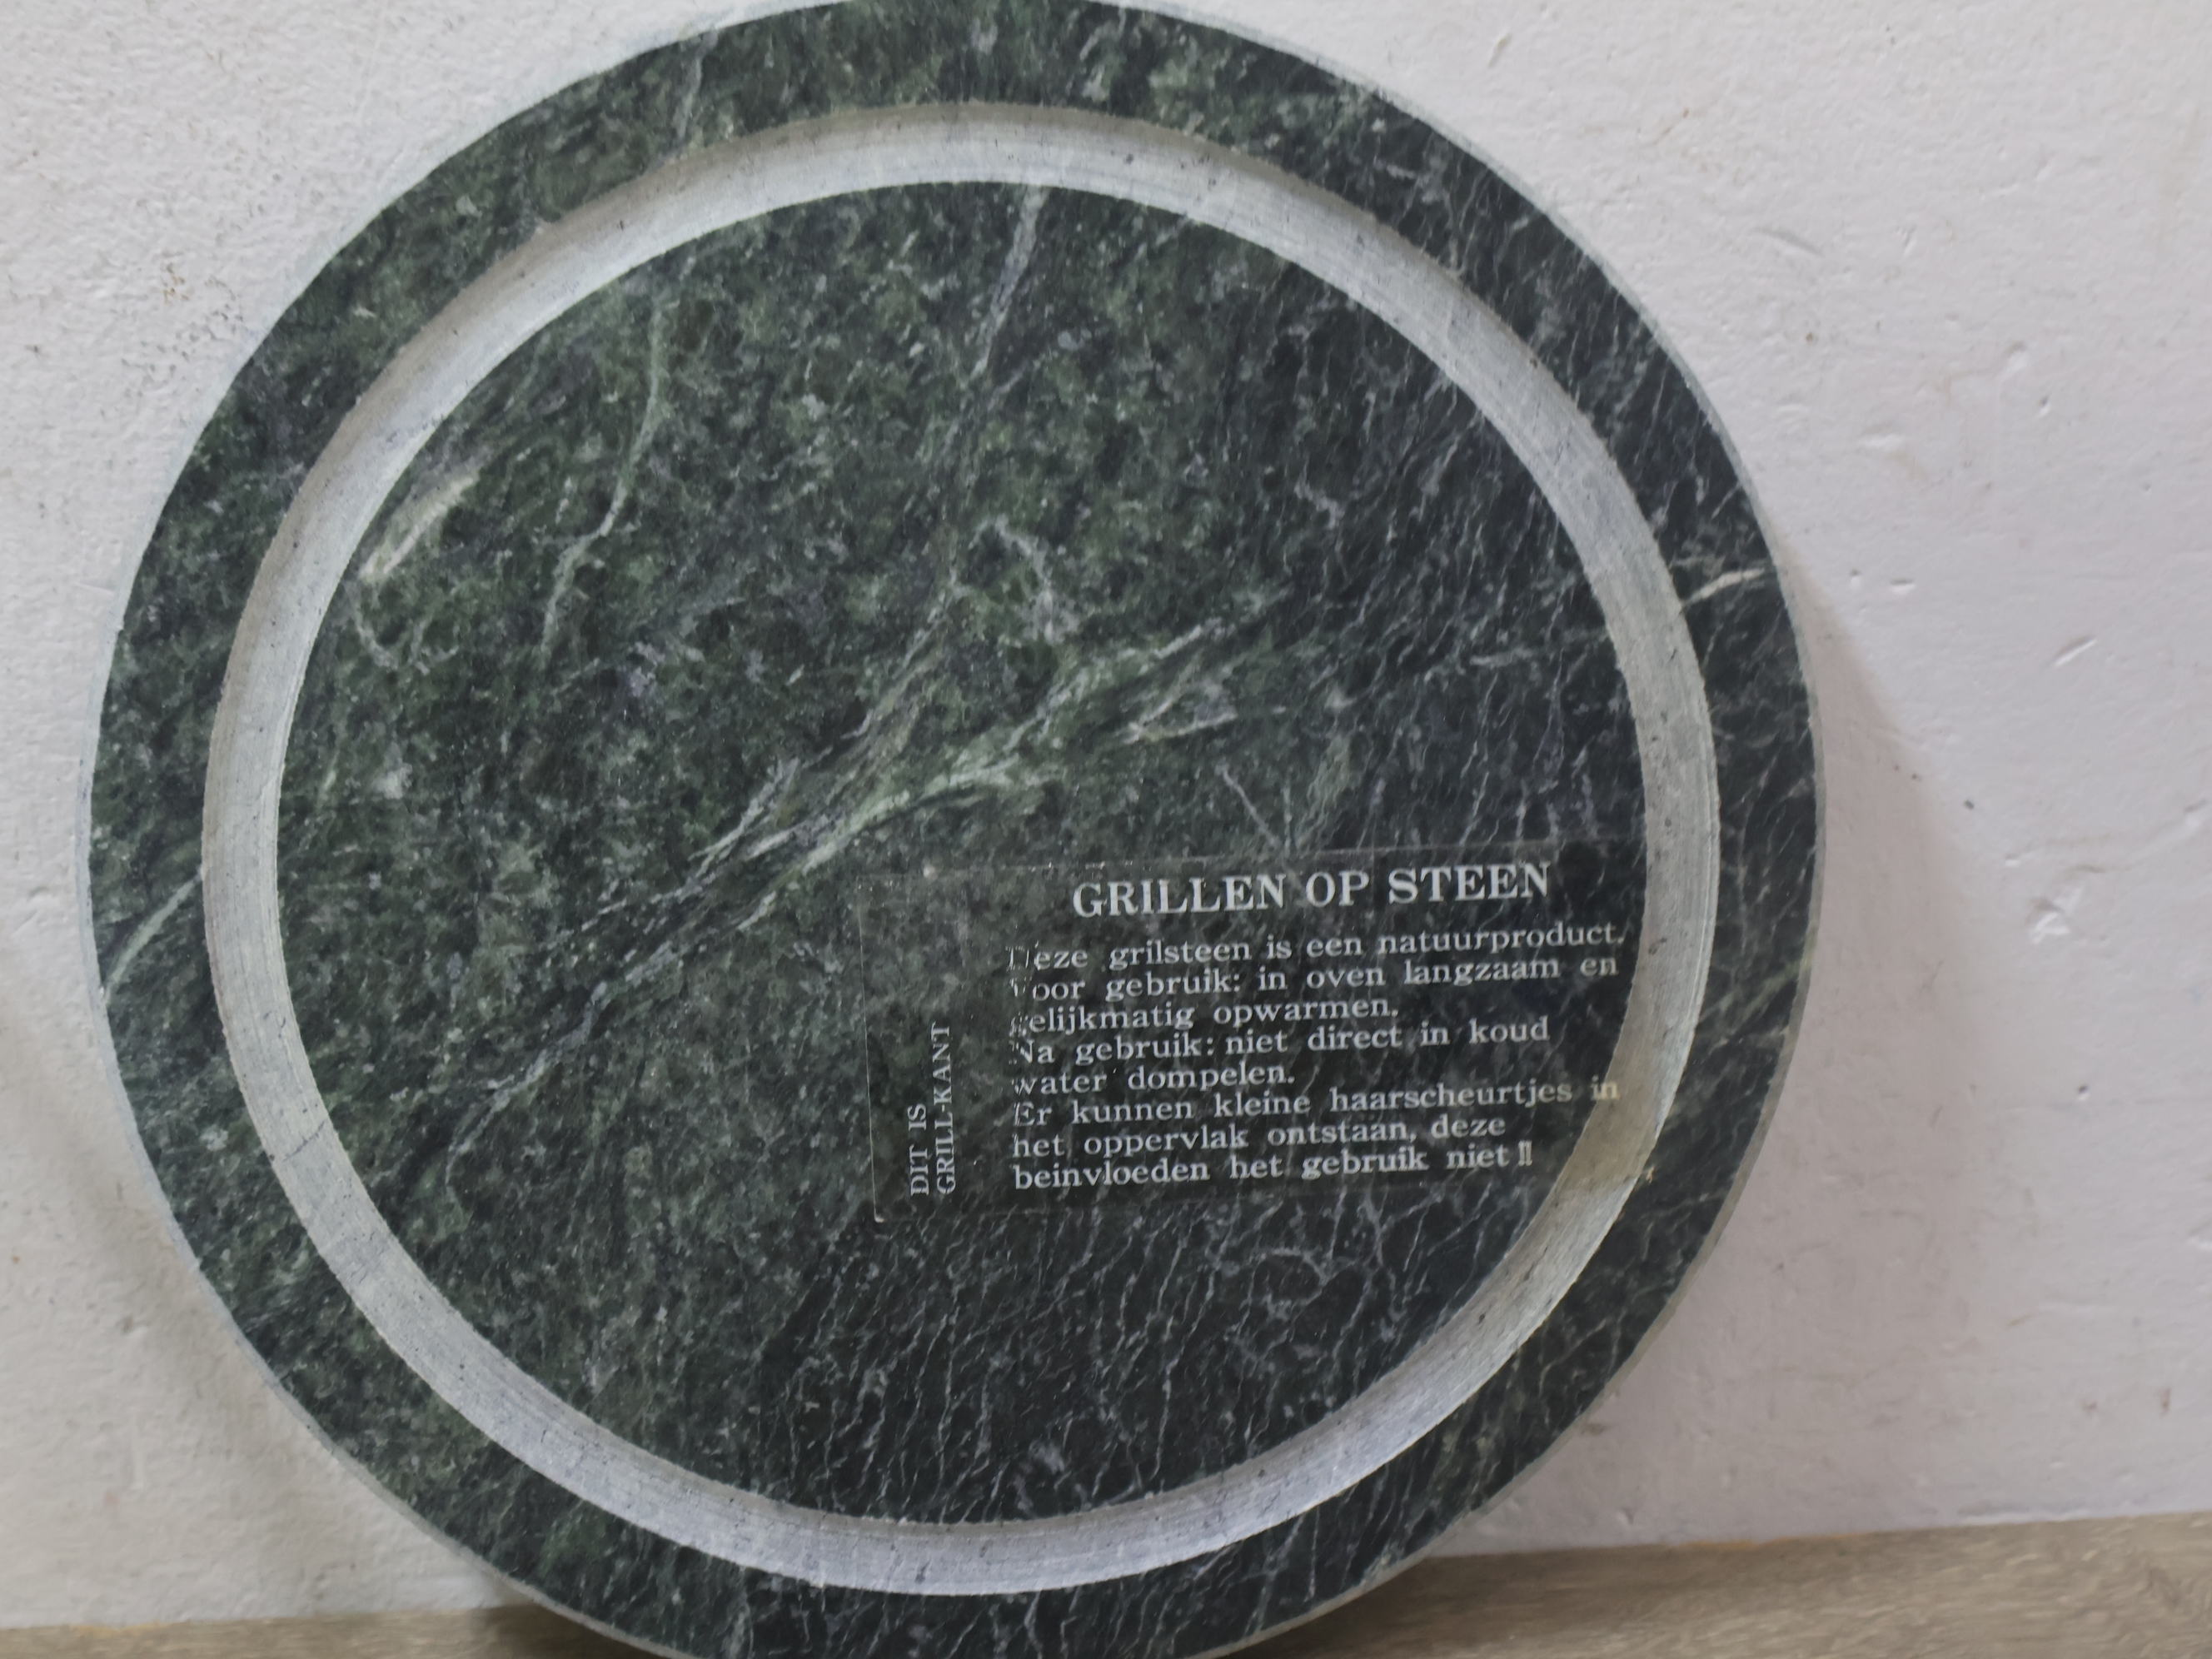 GRILLEN OP STEEN
Deze grilsteen is een natuurproduct.
Voor gebruik: in oven langzaam en
gelijkmatig opwarmen.
Na gebruik: niet direct in koud
water dompelen.
Er kunnen kleine haarscheurtjes in
het oppervlak ontstaan, deze
beinvloeden het gebruik niet !!
DIT IS
GRILL-KANT